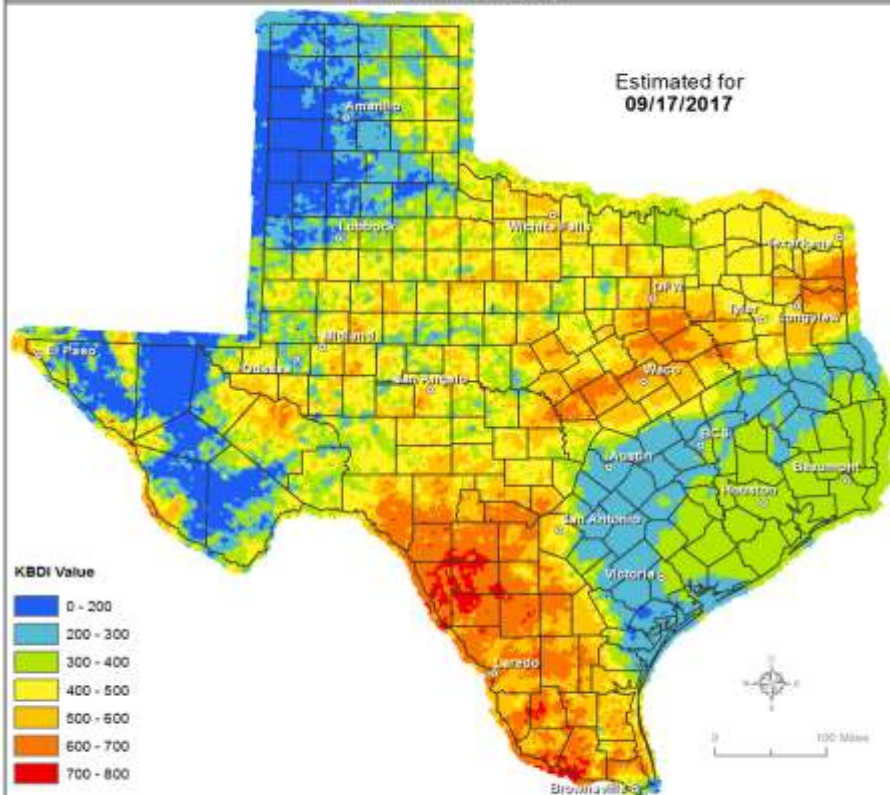 Estimated for
09/17/2017
Amarillo
Lubbock
Wichita Falls
Texarkana
DFW
Tyler
Longview
El Paso
Midland
Odessa
San Angelo
Waco
BCS
Austin
Beaumont
Houston
San Antonio
Victoria
Laredo
Brownsville
KBDI Value
0 - 200
200 - 300
300 - 400
400 - 500
500 - 600
600 - 700
700 - 800
0 100 Miles